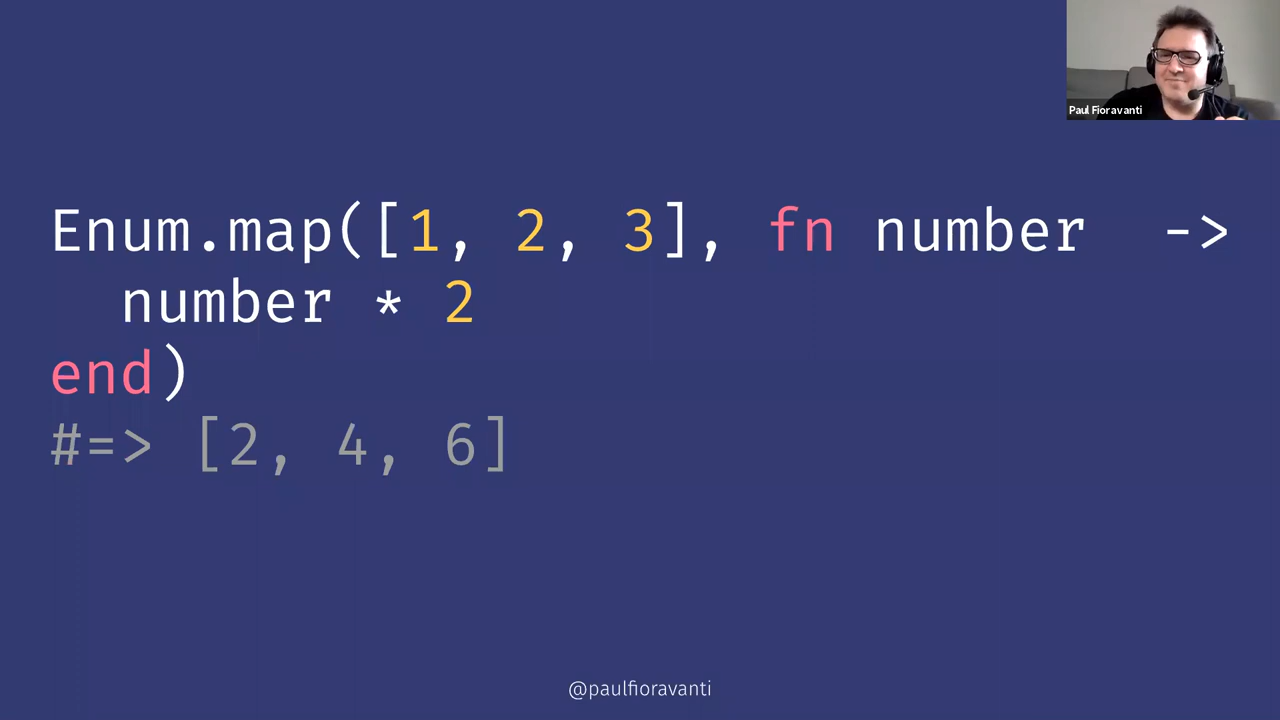 Paul Fioravanti
Enum.map([1, 2, 3], fn number  ->
  number * 2
end)
#=> [2, 4, 6]
@paulfioravanti